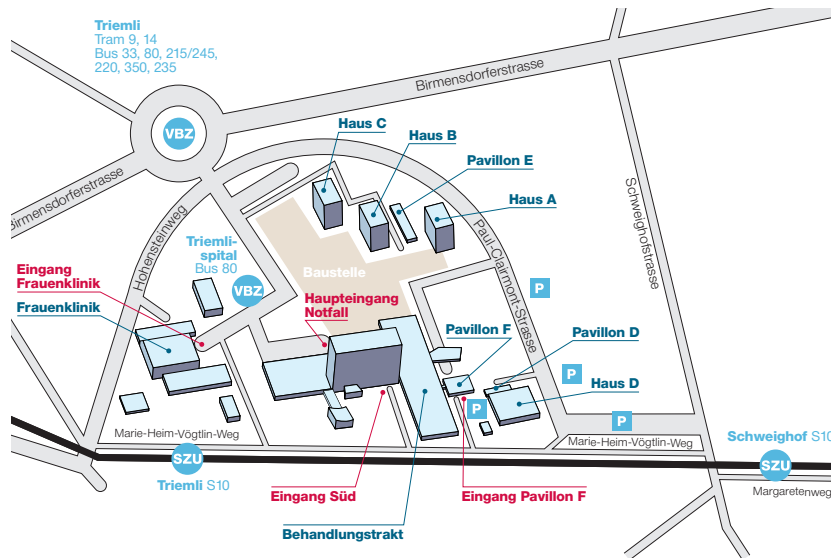 Triemli
Tram 9, 14
Bus 33, 80, 215/245,
220, 350, 235
VBZ
Birmensdorferstrasse
Birmensdorferstrasse
Haus C
Haus B
Pavillon E
Haus A
Hohensteinweg
Paul-Clairmont-Strasse
Schweighofstrasse
Triemli-
spital
Bus 80
VBZ
Baustelle
Eingang
Frauenklinik
Frauenklinik
Haupteingang
Notfall
P
Pavillon F
Pavillon D
P
Haus D
P
P
Marie-Heim-Vögtlin-Weg
Marie-Heim-Vögtlin-Weg
SZU
Triemli S10
Schweighof S10
SZU
Margaretenweg
Eingang Süd
Eingang Pavillon F
Behandlungstrakt